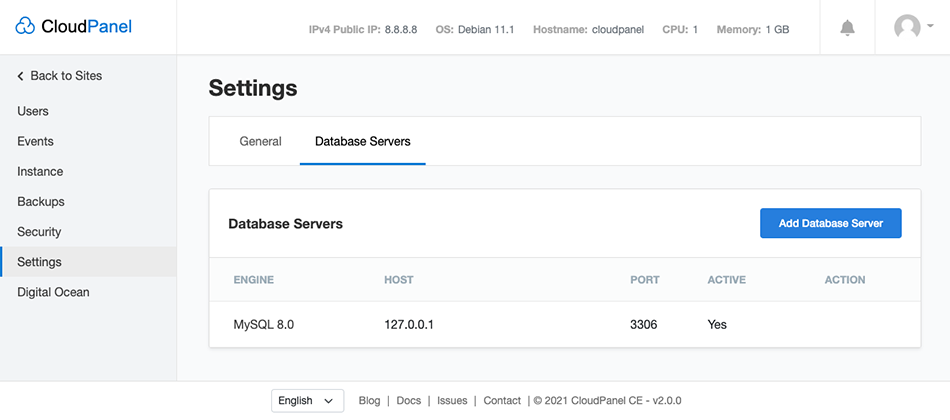 CloudPanel
IPv4 Public IP: 8.8.8.8 OS: Debian 11.1 Hostname: cloudpanel CPU: 1 Memory: 1 GB
Back to Sites
Users
Events
Instance
Backups
Security
Settings
Digital Ocean
Settings
General Database Servers
Database Servers Add Database Server
ENGINE HOST PORT ACTIVE ACTION
MySQL 8.0 127.0.0.1 3306 Yes
English Blog | Docs | Issues | Contact | © 2021 CloudPanel CE - v2.0.0